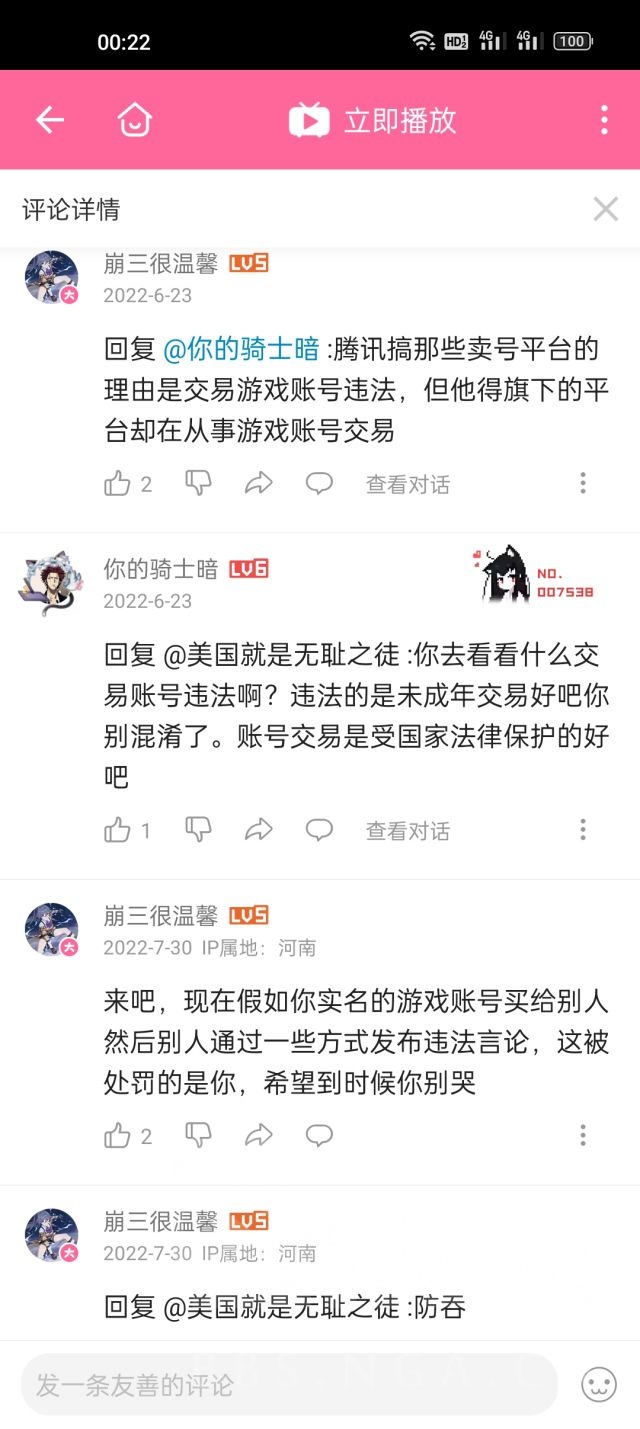 00:22
HD 1 2
4G
4G
100
立即播放
评论详情
崩三很温馨 LV5
大
2022-6-23
回复 @你的骑士暗 :腾讯搞那些卖号平台的
理由是交易游戏账号违法，但他得旗下的平
台却在从事游戏账号交易
2
查看对话
你的骑士暗 LV6
NO.
007538
2022-6-23
回复 @美国就是无耻之徒 :你去看看什么交
易账号违法啊？违法的是未成年交易好吧你
别混淆了。账号交易是受国家法律保护的好
吧
1
查看对话
崩三很温馨 LV5
大
2022-7-30 IP属地：河南
来吧，现在假如你实名的游戏账号买给别人
然后别人通过一些方式发布违法言论，这被
处罚的是你，希望到时候你别哭
2
崩三很温馨 LV5
大
2022-7-30 IP属地：河南
回复 @美国就是无耻之徒 :防吞
发一条友善的评论
BBS.NGA.C